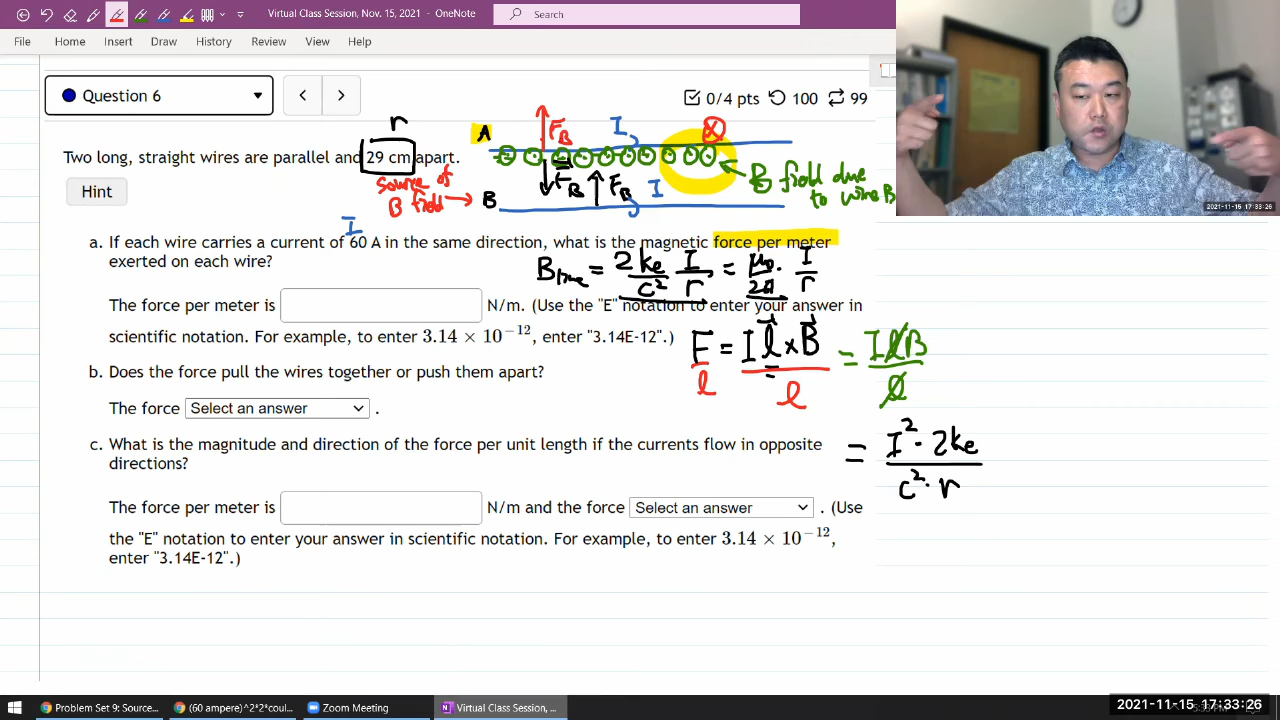 Virtual Class Session, Nov. 15, 2021 - OneNote
Search
File Home Insert Draw History Review View Help
Question 6
0/4 pts 100 99
r
Two long, straight wires are parallel and 29 cm apart.
Hint
A
F_B
I
X
F_B
F_B
I
B
source of
B field →
B field due
to wire B
I
a. If each wire carries a current of 60 A in the same direction, what is the magnetic force per meter
exerted on each wire?
B_line = 2ke/c² I/r = μ₀/2π · I/r
The force per meter is N/m. (Use the "E" notation to enter your answer in
scientific notation. For example, to enter 3.14 × 10⁻¹², enter "3.14E-12".)
F/l = I l⃗ × B⃗ / l = I l B / l
b. Does the force pull the wires together or push them apart?
The force Select an answer .
c. What is the magnitude and direction of the force per unit length if the currents flow in opposite
directions?
= I² · 2ke / c² · r
The force per meter is N/m and the force Select an answer . (Use
the "E" notation to enter your answer in scientific notation. For example, to enter 3.14 × 10⁻¹²,
enter "3.14E-12".)
2021-11-15 17:33:26
Problem Set 9: Source... (60 ampere)^2*2*coul... Zoom Meeting Virtual Class Session,...
2021-11-15 17:33:26